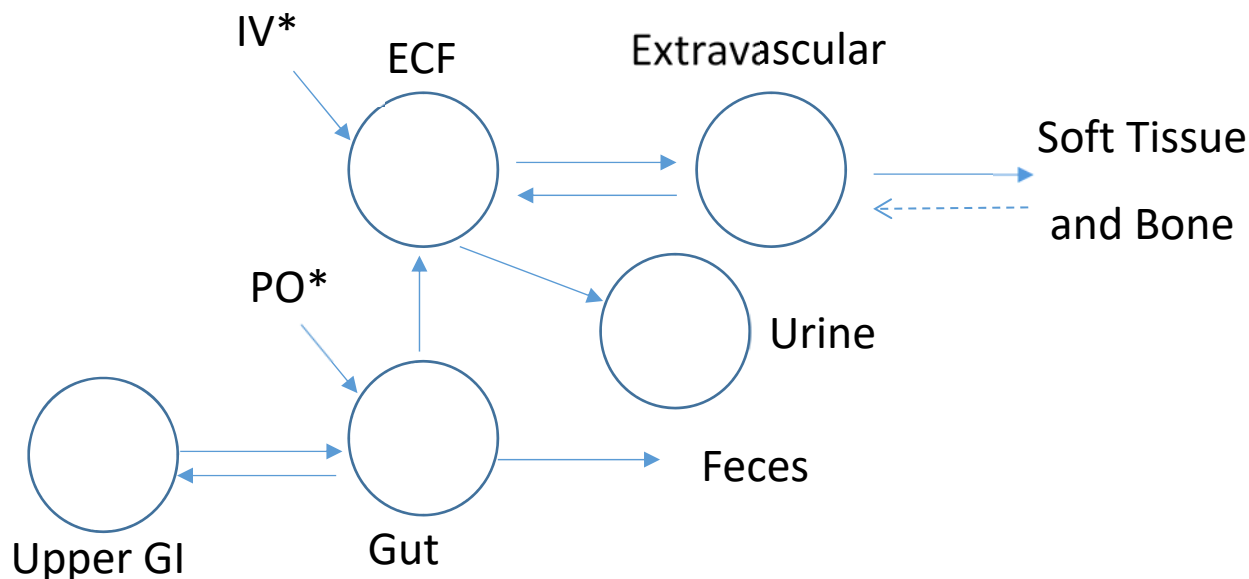 IV*
ECF
Extravascular
Soft Tissue
and Bone
PO*
Urine
Feces
Gut
Upper GI